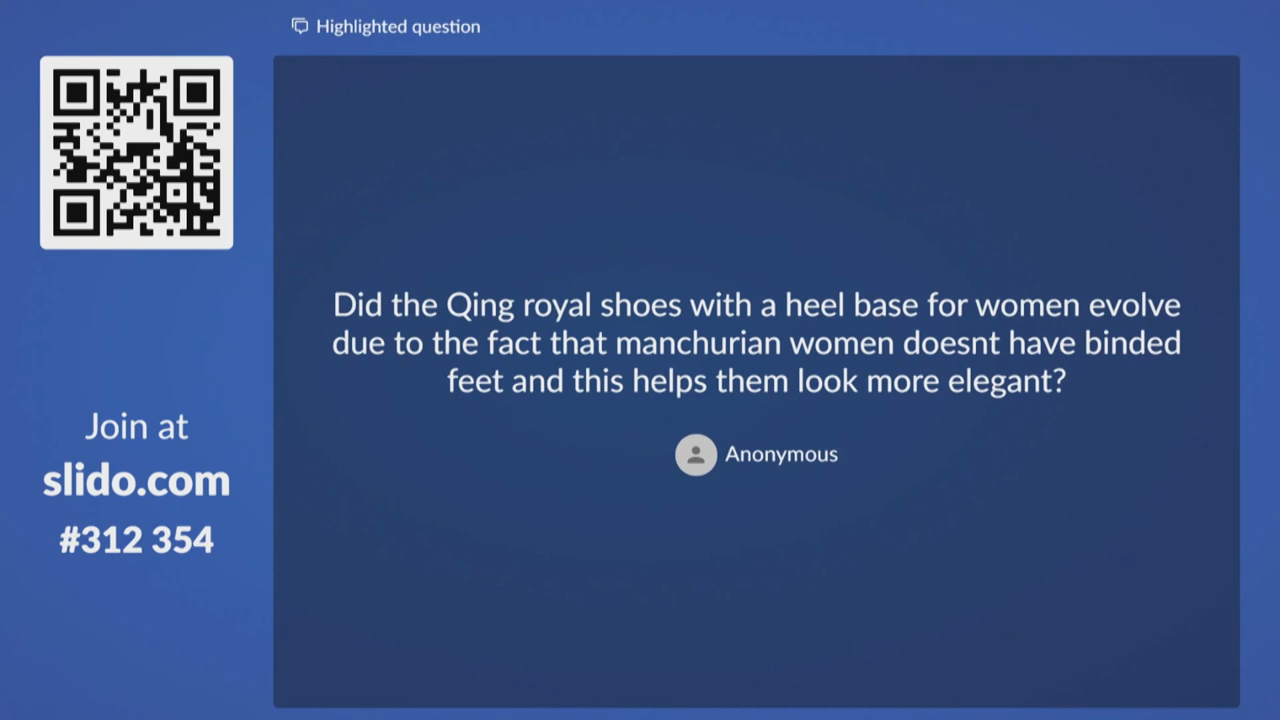 Highlighted question
Did the Qing royal shoes with a heel base for women evolve
due to the fact that manchurian women doesnt have binded
feet and this helps them look more elegant?
Anonymous
Join at
slido.com
#312 354